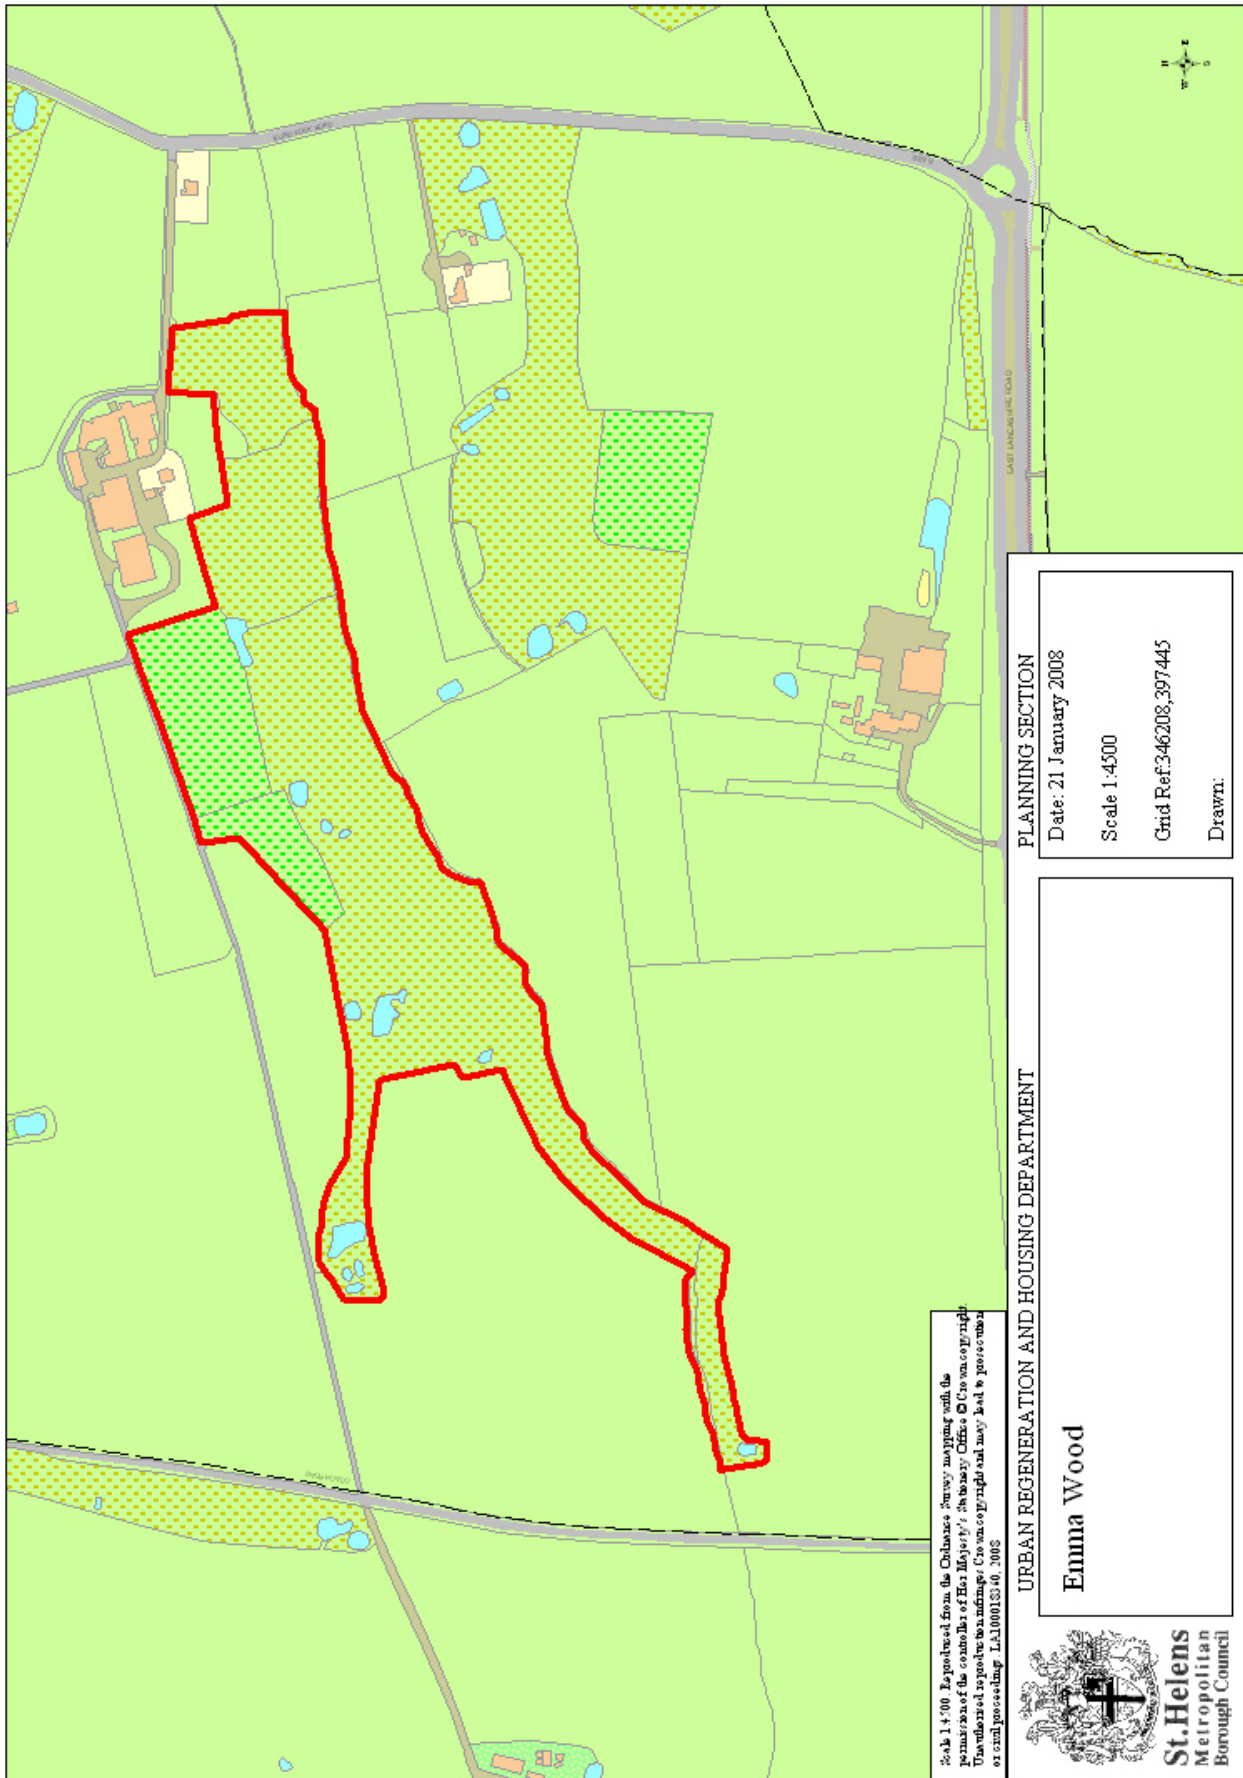 EAST LANCASHIRE ROAD
COACH ROAD
N
E
S
W
Scale 1:4500. Reproduced from the Ordnance Survey mapping with the
permission of the controller of Her Majesty's Stationery Office © Crown copyright.
Unauthorised reproduction infringes Crown copyright and may lead to prosecution
or civil proceedings. LA100018340, 2008
URBAN REGENERATION AND HOUSING DEPARTMENT
PLANNING SECTION
Emma Wood
Date: 21 January 2008
Scale 1:4500
Grid Ref:346208,397445
Drawn:
St.Helens
Metropolitan
Borough Council